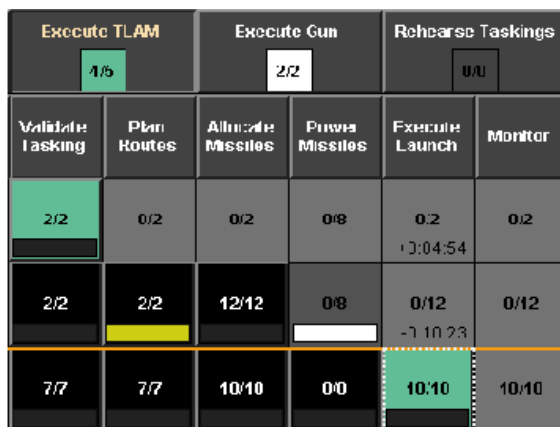 Execute TLAM Execute Gun Rehearse Taskings
4/6 2/2 0/0
Validate Plan Allocate Power Execute Monitor
Tasking Routes Missiles Missiles Launch
2/2 0/2 0/2 0/8 0/2 0/2
2/2 2/2 12/12 0/8 0/12 0/12
7/7 7/7 10/10 0/0 10/10 10/10